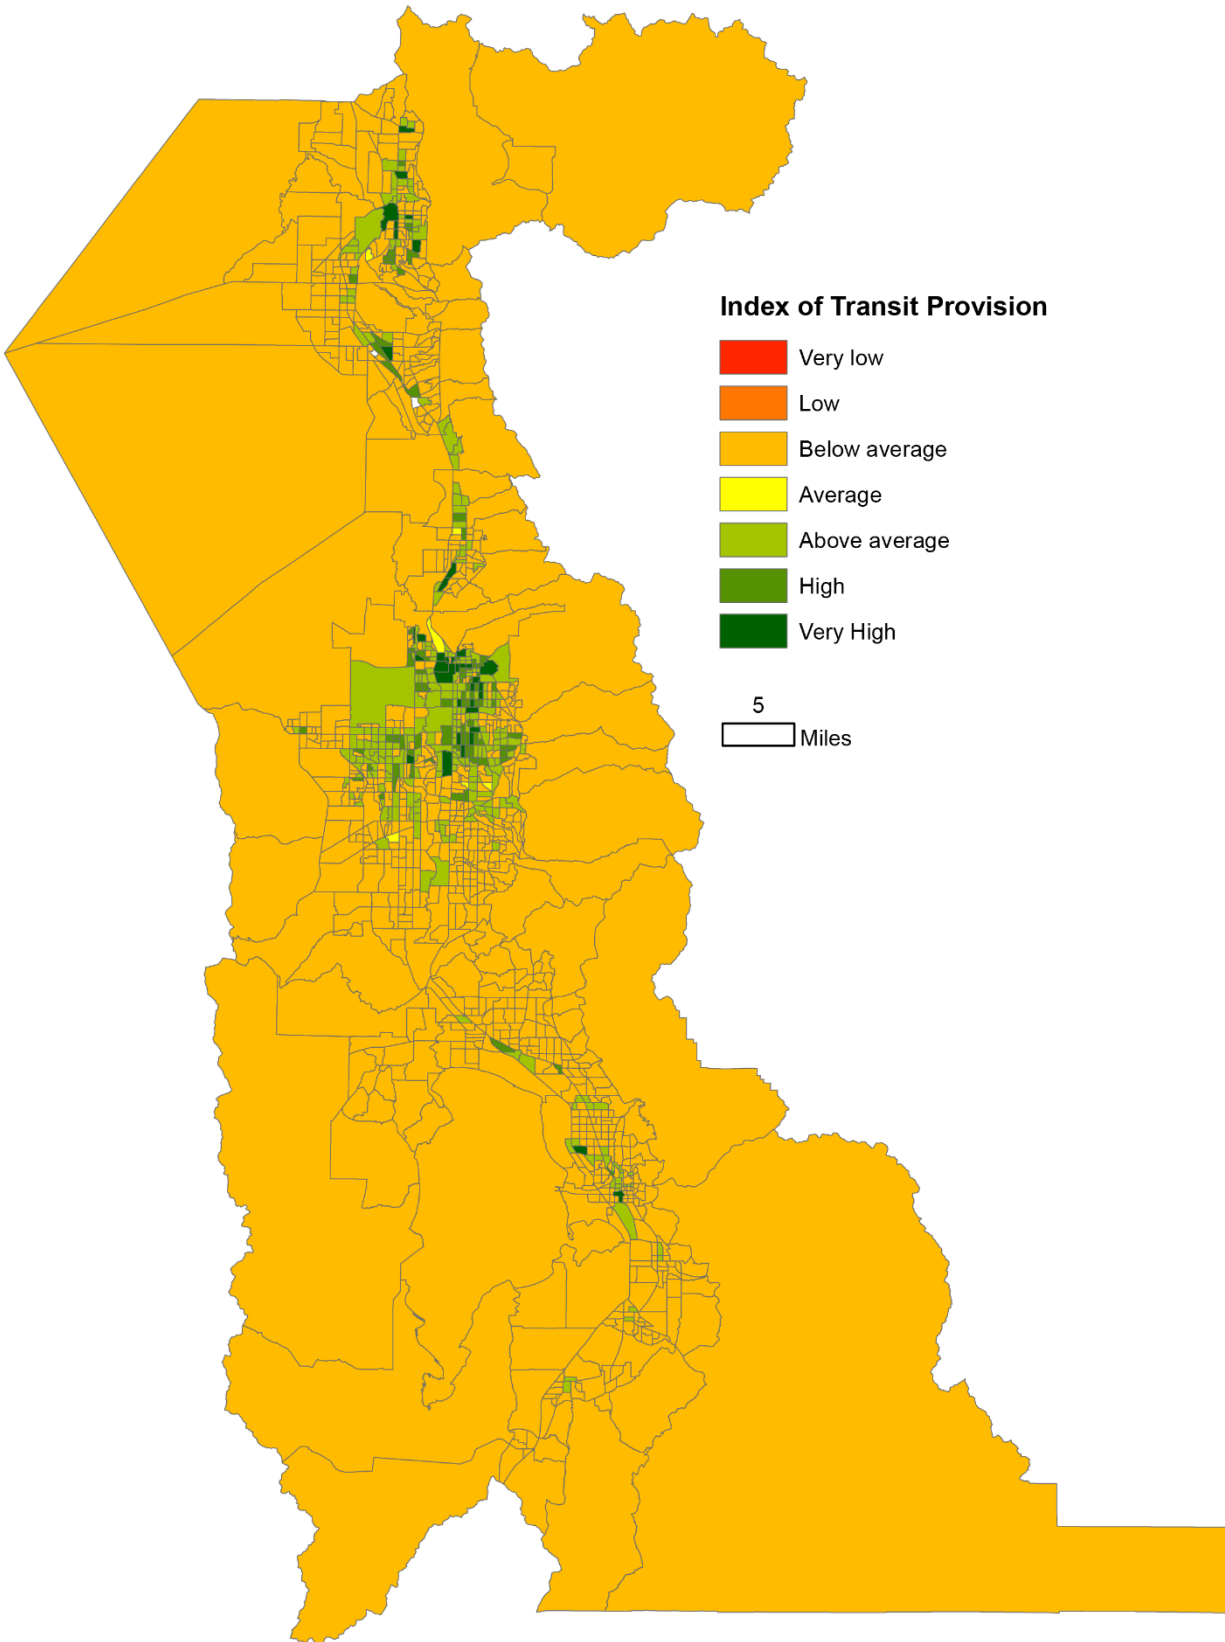 Index of Transit Provision
Very low
Low
Below average
Average
Above average
High
Very High
5
Miles